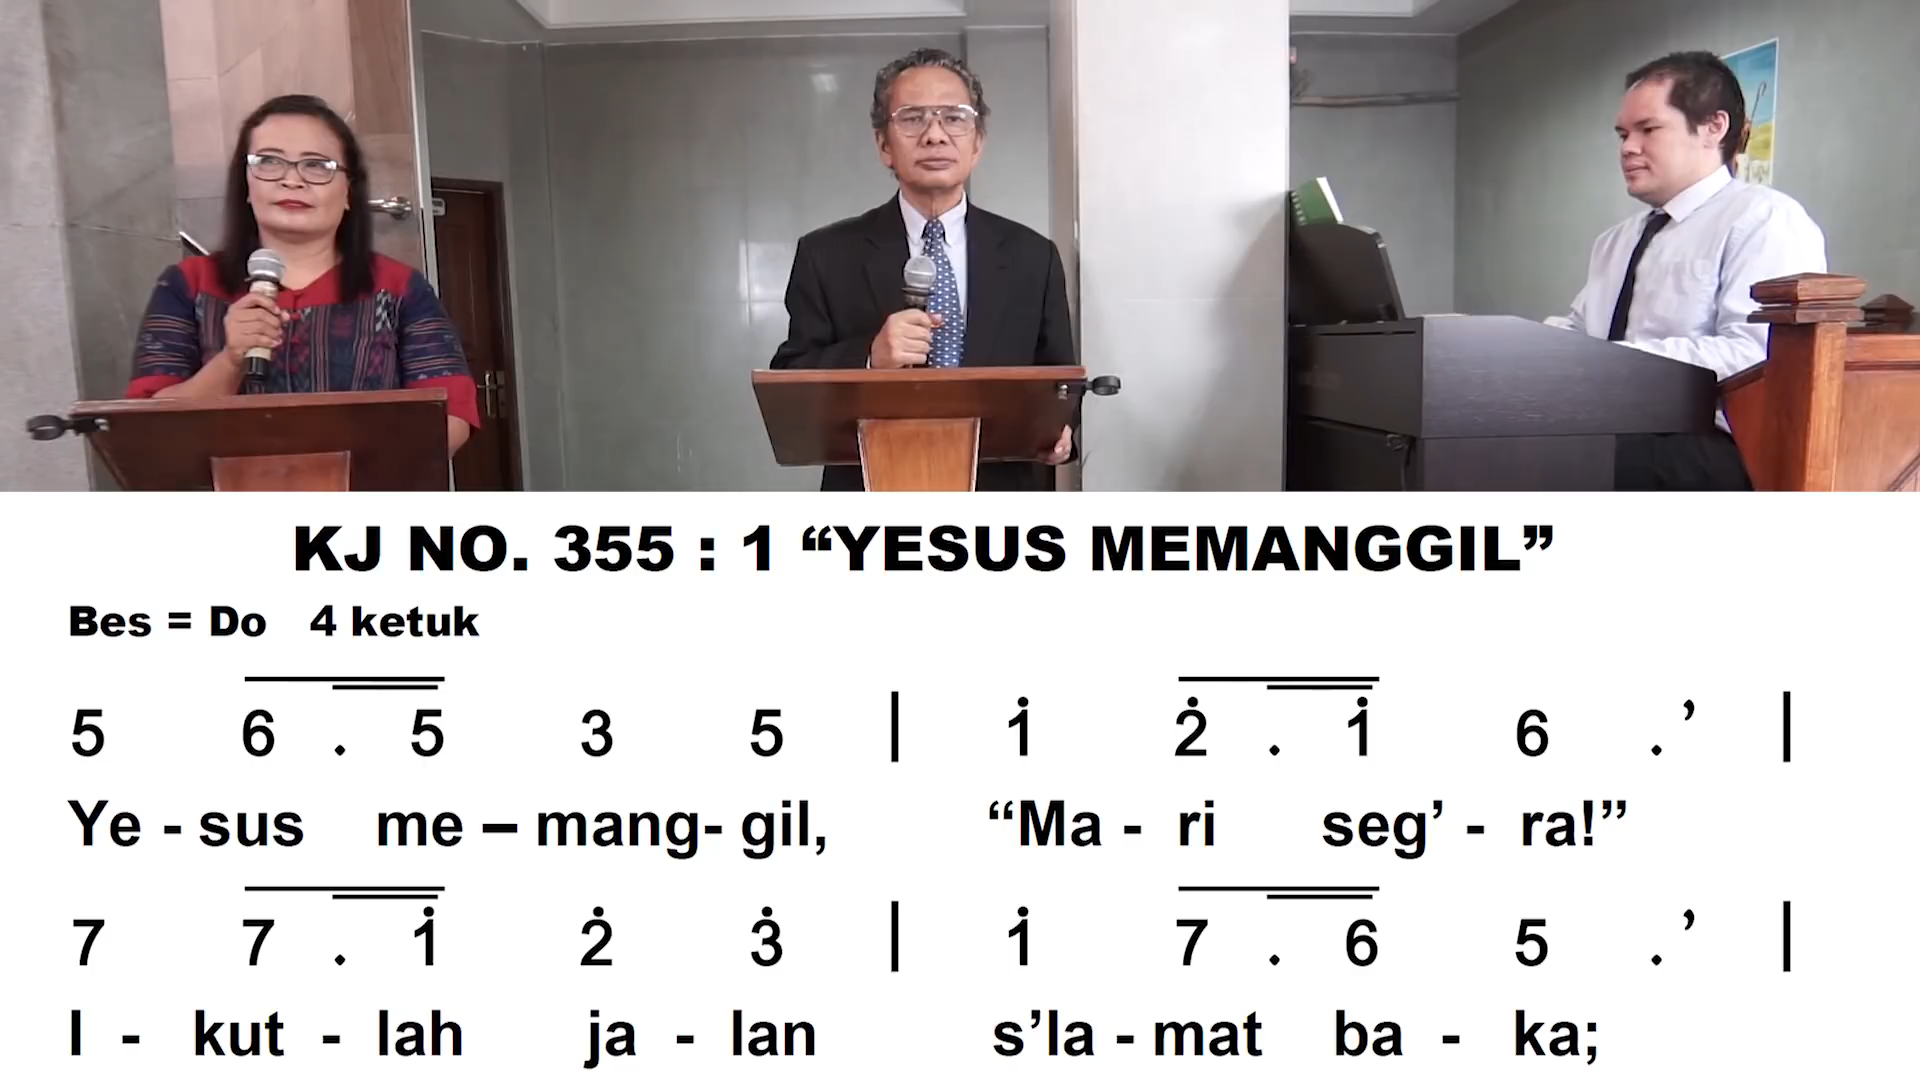 KJ NO. 355 : 1 “YESUS MEMANGGIL”
Bes = Do 4 ketuk
5 6 . 5 3 5 | 1̇ 2̇ . 1̇ 6 . ’ |
Ye - sus me – mang- gil, “Ma - ri seg’ - ra!”
7 7 . 1̇ 2̇ 3̇ | 1̇ 7 . 6 5 . ’ |
I - kut - lah ja - lan s’la - mat ba - ka;